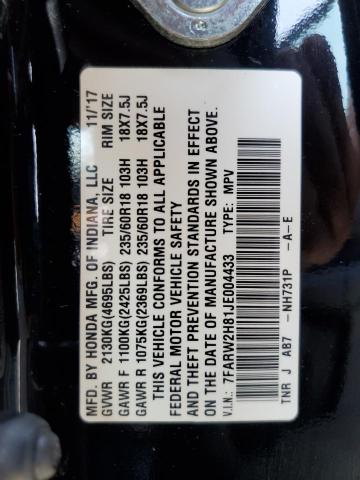 MFD. BY HONDA MFG. OF INDIANA, LLC 11/'17
GVWR 2130KG(4695LBS) TIRE SIZE RIM SIZE
GAWR F 1100KG(2425LBS) 235/60R18 103H 18X7.5J
GAWR R 1075KG(2369LBS) 235/60R18 103H 18X7.5J
THIS VEHICLE CONFORMS TO ALL APPLICABLE
FEDERAL MOTOR VEHICLE SAFETY
AND THEFT PREVENTION STANDARDS IN EFFECT
ON THE DATE OF MANUFACTURE SHOWN ABOVE.
V.I.N.: 7FARW2H81JE004433 TYPE: MPV
TNR J AB7 -NH731P -A-E